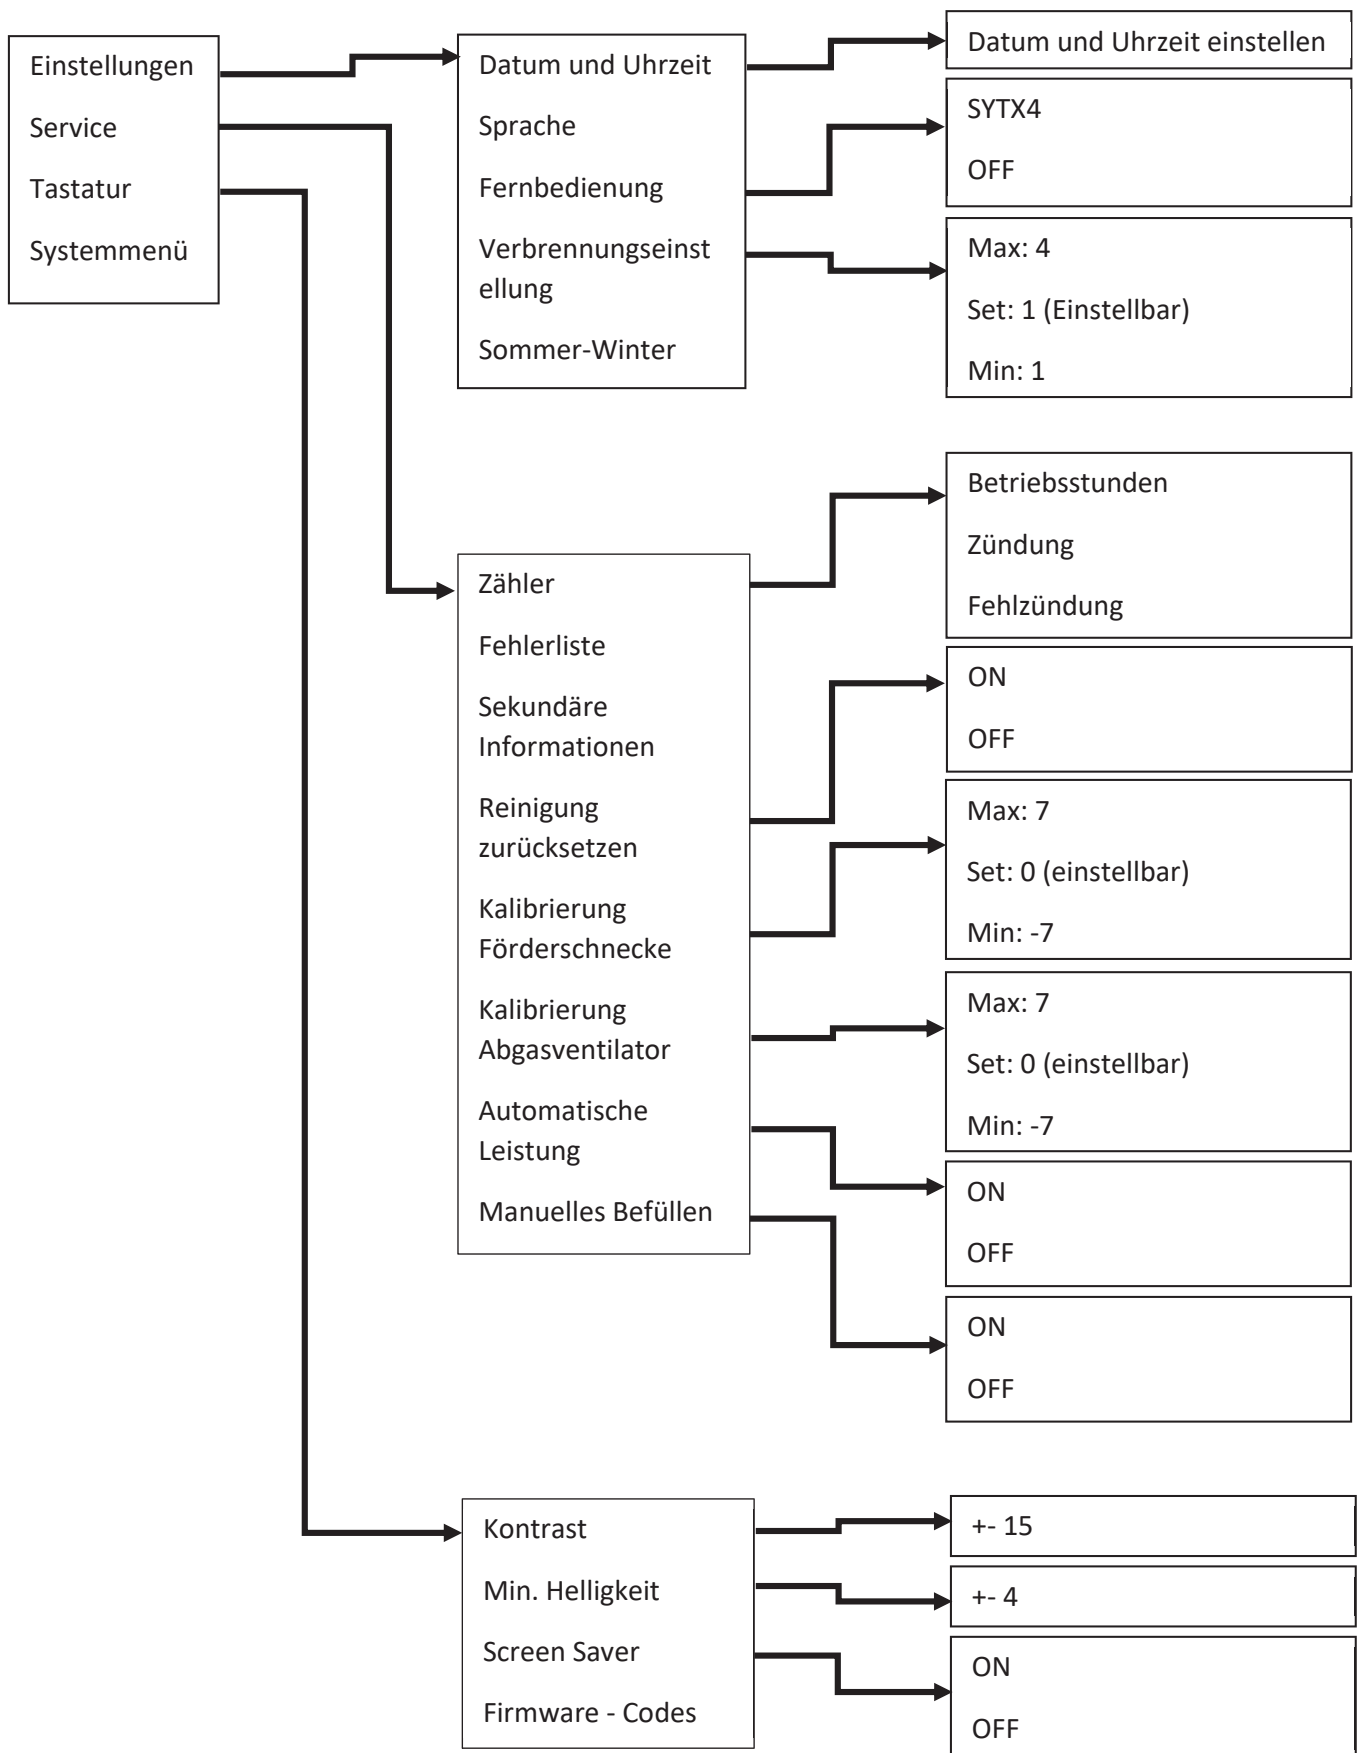 Einstellungen
Service
Tastatur
Systemmenü
Datum und Uhrzeit
Sprache
Fernbedienung
Verbrennungseinst
ellung
Sommer-Winter
Datum und Uhrzeit einstellen
SYTX4
OFF
Max: 4
Set: 1 (Einstellbar)
Min: 1
Zähler
Fehlerliste
Sekundäre
Informationen
Reinigung
zurücksetzen
Kalibrierung
Förderschnecke
Kalibrierung
Abgasventilator
Automatische
Leistung
Manuelles Befüllen
Betriebsstunden
Zündung
Fehlzündung
ON
OFF
Max: 7
Set: 0 (einstellbar)
Min: -7
Max: 7
Set: 0 (einstellbar)
Min: -7
ON
OFF
ON
OFF
Kontrast
Min. Helligkeit
Screen Saver
Firmware - Codes
+- 15
+- 4
ON
OFF